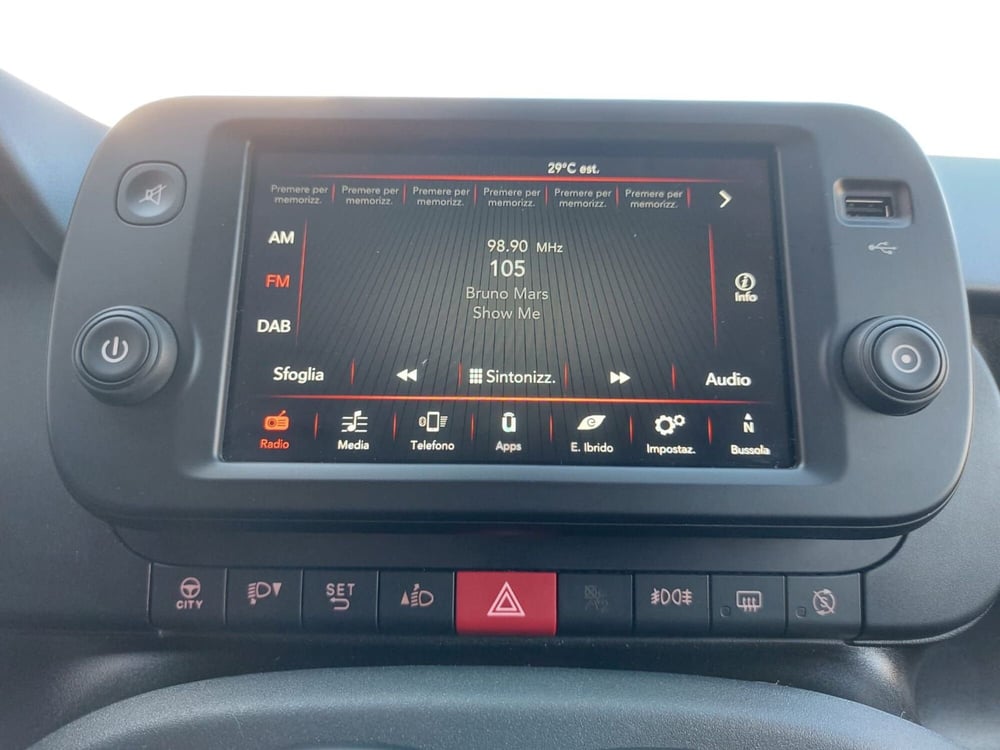 29°C est.
Premere per memorizz. Premere per memorizz. Premere per memorizz. Premere per memorizz. Premere per memorizz. Premere per memorizz.
AM
98.90 MHz
105
FM
Info
Bruno Mars
Show Me
DAB
Sfoglia
Sintonizz.
Audio
N
Radio Media Telefono Apps E. Ibrido Impostaz. Bussola
CITY
SET